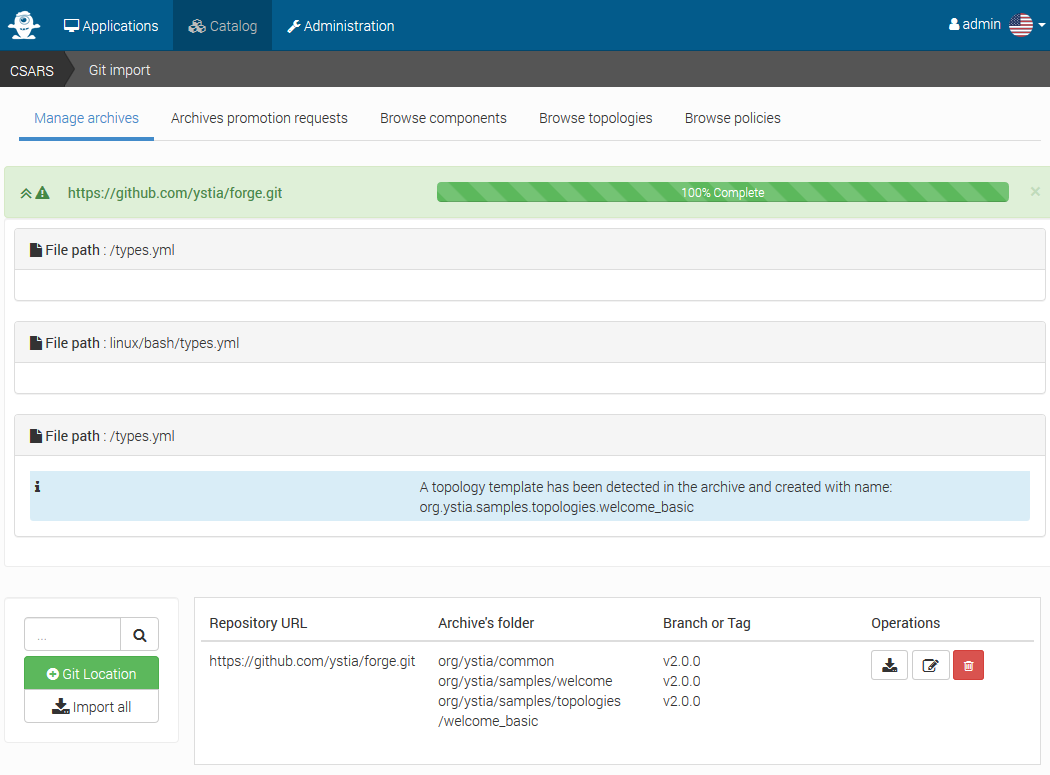 Applications Catalog Administration admin
CSARS Git import
Manage archives Archives promotion requests Browse components Browse topologies Browse policies
https://github.com/ystia/forge.git 100% Complete ×
File path : /types.yml
File path : linux/bash/types.yml
File path : /types.yml
A topology template has been detected in the archive and created with name:
org.ystia.samples.topologies.welcome_basic
...
Git Location
Import all
Repository URL Archive's folder Branch or Tag Operations
https://github.com/ystia/forge.git org/ystia/common v2.0.0
org/ystia/samples/welcome v2.0.0
org/ystia/samples/topologies v2.0.0
/welcome_basic